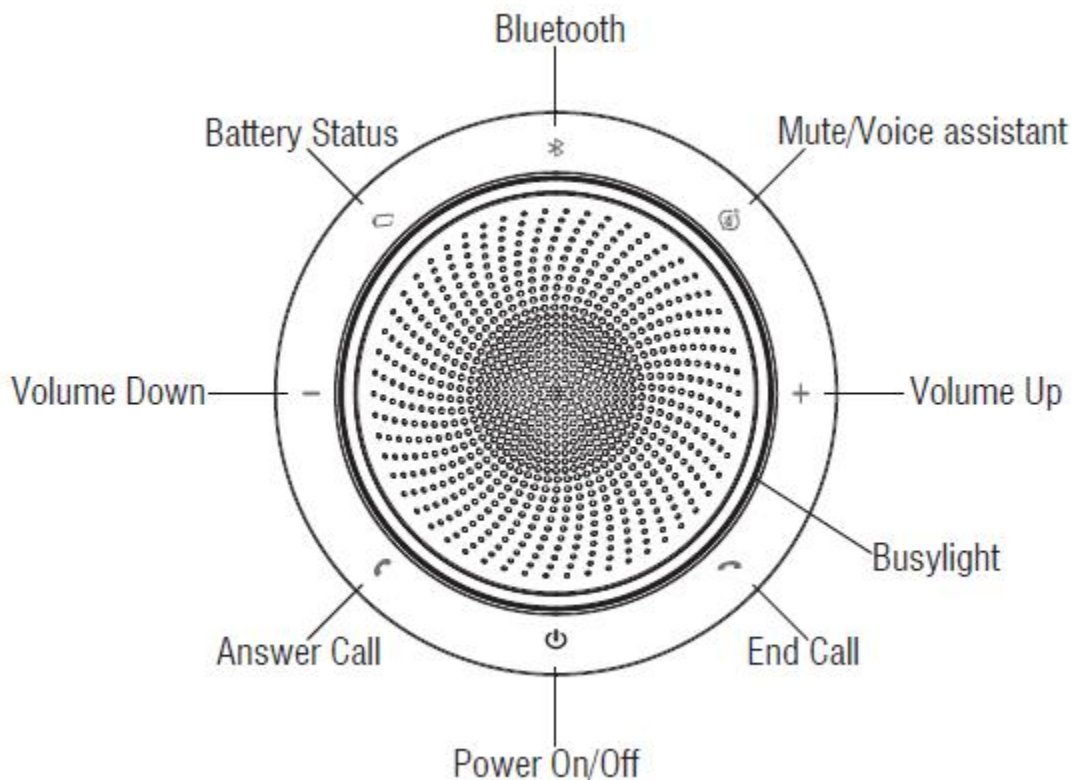 Bluetooth
Battery Status
Mute/Voice assistant
Volume Down
Volume Up
Busylight
Answer Call
End Call
Power On/Off